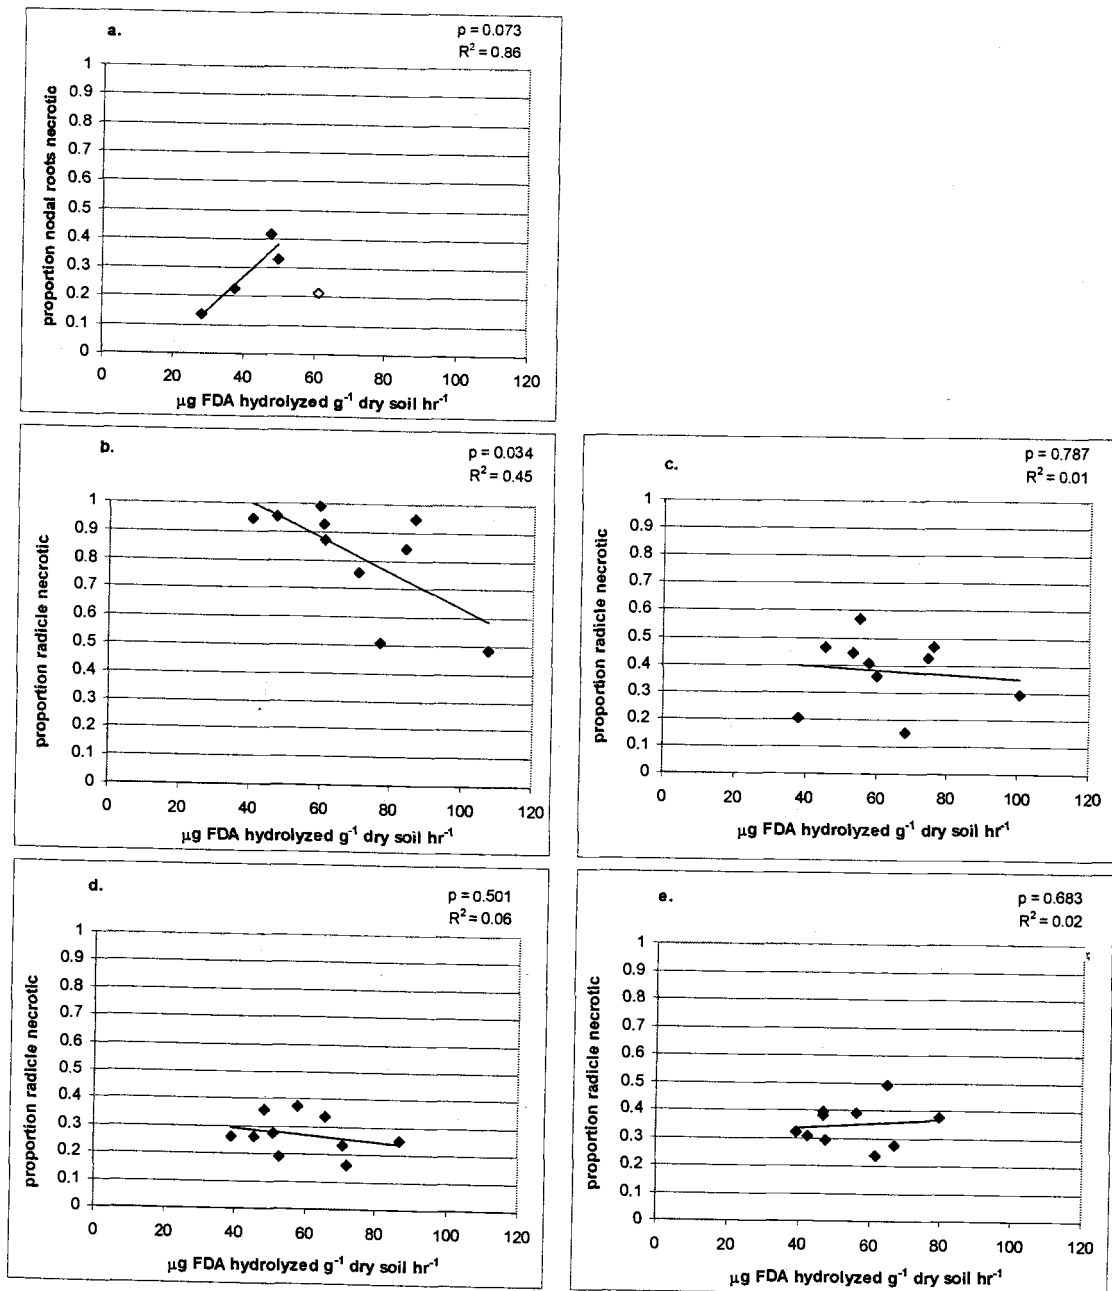 a.
p = 0.073
R² = 0.86
1
0.9
0.8
0.7
0.6
0.5
0.4
0.3
0.2
0.1
0
proportion nodal roots necrotic
0 20 40 60 80 100 120
µg FDA hydrolyzed g⁻¹ dry soil hr⁻¹
b.
p = 0.034
R² = 0.45
1
0.9
0.8
0.7
0.6
0.5
0.4
0.3
0.2
0.1
0
proportion radicle necrotic
0 20 40 60 80 100 120
µg FDA hydrolyzed g⁻¹ dry soil hr⁻¹
c.
p = 0.787
R² = 0.01
1
0.9
0.8
0.7
0.6
0.5
0.4
0.3
0.2
0.1
0
proportion radicle necrotic
0 20 40 60 80 100 120
µg FDA hydrolyzed g⁻¹ dry soil hr⁻¹
d.
p = 0.501
R² = 0.06
1
0.9
0.8
0.7
0.6
0.5
0.4
0.3
0.2
0.1
0
proportion radicle necrotic
0 20 40 60 80 100 120
µg FDA hydrolyzed g⁻¹ dry soil hr⁻¹
e.
p = 0.683
R² = 0.02
1
0.9
0.8
0.7
0.6
0.5
0.4
0.3
0.2
0.1
0
proportion radicle necrotic
0 20 40 60 80 100 120
µg FDA hydrolyzed g⁻¹ dry soil hr⁻¹